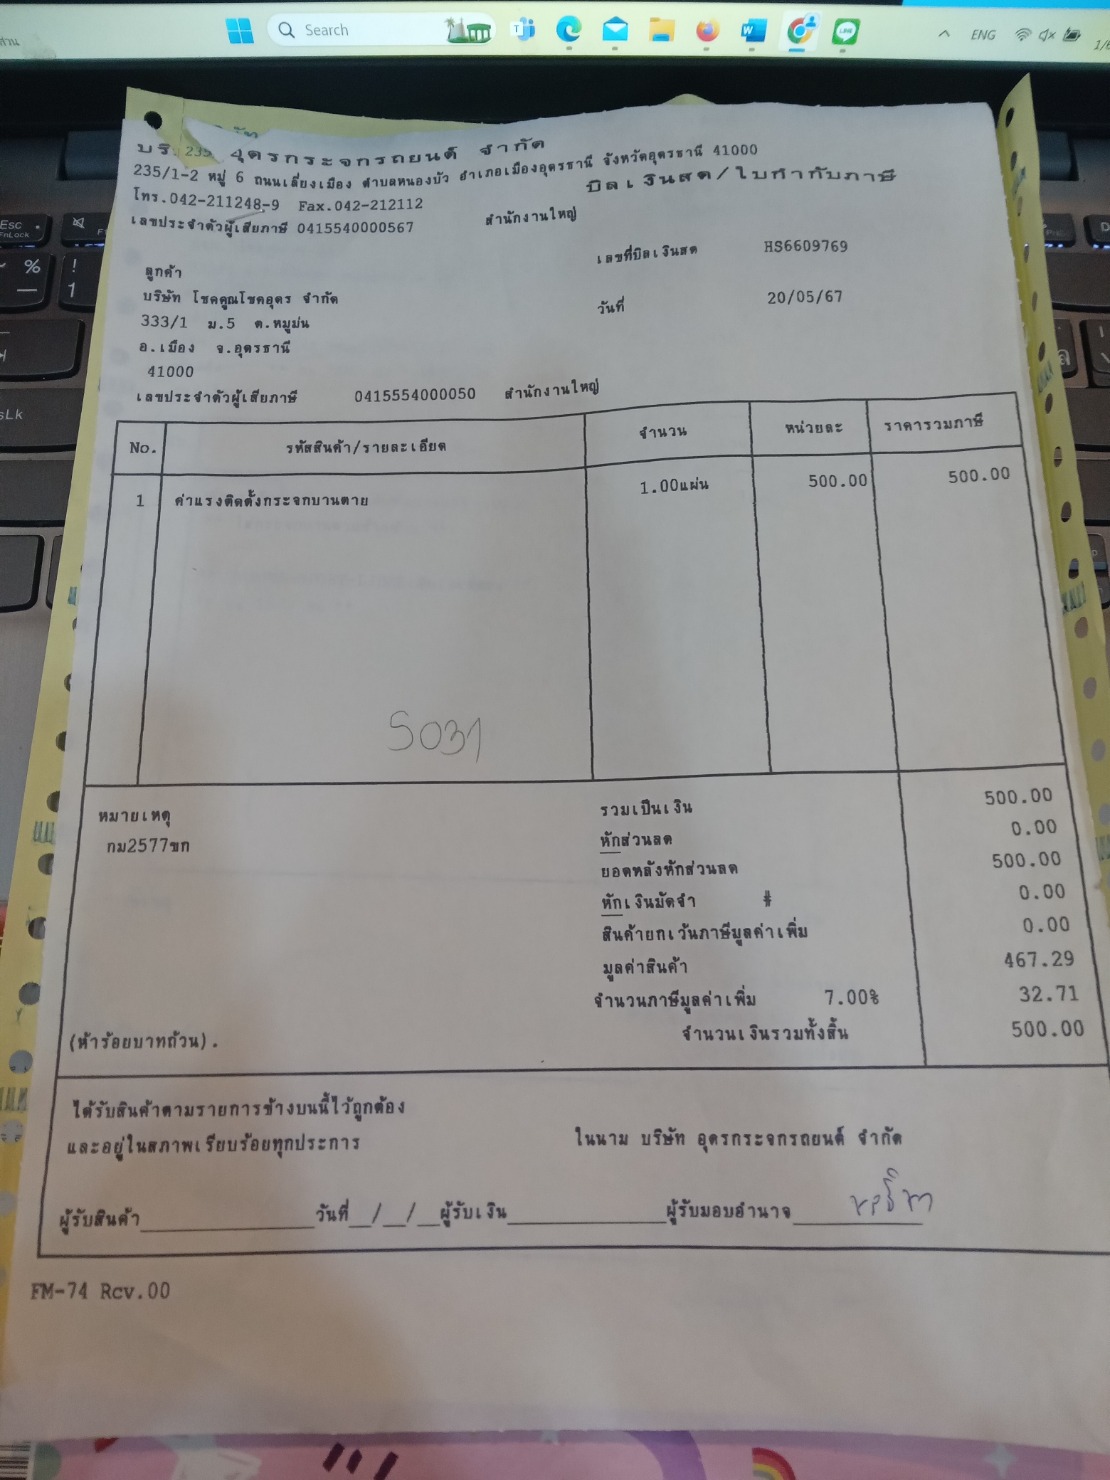 Search
ENG
บริ อุดรกระจกรถยนต์ จำกัด
235/1-2 หมู่ 6 ถนนเลี่ยงเมือง ตำบลหนองบัว อำเภอเมืองอุดรธานี จังหวัดอุดรธานี 41000
บิลเงินสด/ใบกำกับภาษี
โทร.042-211248-9 Fax.042-212112
เลขประจำตัวผู้เสียภาษี 0415540000567 สำนักงานใหญ่
เลขที่บิลเงินสด HS6609769
ลูกค้า
บริษัท โชคคูณโชคอุดร จำกัด
วันที่ 20/05/67
333/1 ม.5 ต.หมูม่น
อ.เมือง จ.อุดรธานี
41000
เลขประจำตัวผู้เสียภาษี 0415554000050 สำนักงานใหญ่
No. รหัสสินค้า/รายละเอียด จำนวน หน่วยละ ราคารวมภาษี
1 ค่าแรงติดตั้งกระจกบานตาย 1.00แผ่น 500.00 500.00
5031
หมายเหตุ
กม2577ขก
รวมเป็นเงิน 500.00
หักส่วนลด 0.00
ยอดหลังหักส่วนลด 500.00
หักเงินมัดจำ # 0.00
สินค้ายกเว้นภาษีมูลค่าเพิ่ม 0.00
มูลค่าสินค้า 467.29
จำนวนภาษีมูลค่าเพิ่ม 7.00% 32.71
(ห้าร้อยบาทถ้วน). จำนวนเงินรวมทั้งสิ้น 500.00
ได้รับสินค้าตามรายการข้างบนนี้ไว้ถูกต้อง
และอยู่ในสภาพเรียบร้อยทุกประการ ในนาม บริษัท อุดรกระจกรถยนต์ จำกัด
ผู้รับสินค้า วันที่__/__/__ผู้รับเงิน ผู้รับมอบอำนาจ
FM-74 Rev.00